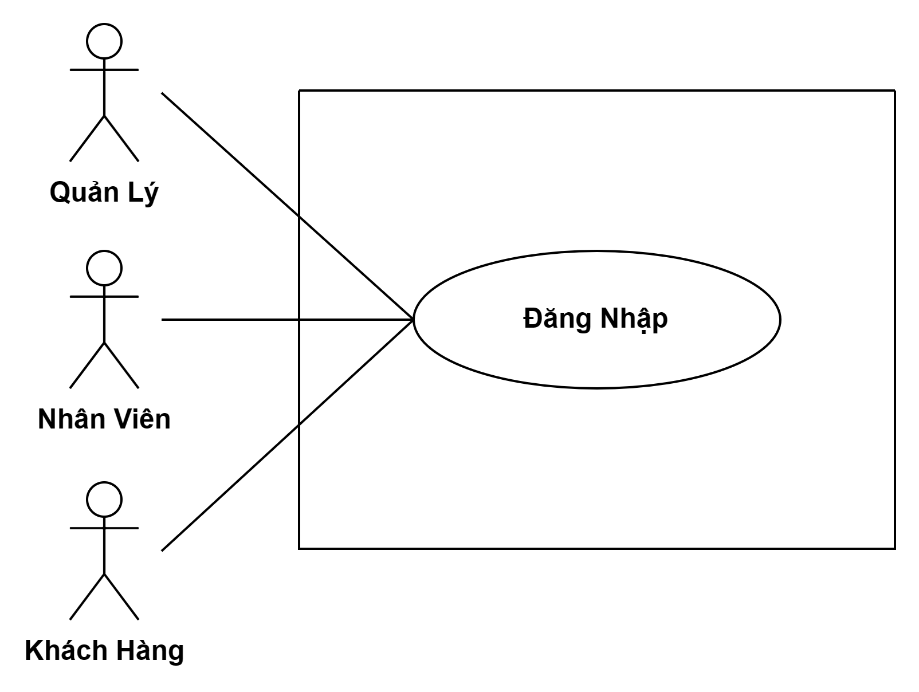 Quản Lý
Nhân Viên
Đăng Nhập
Khách Hàng